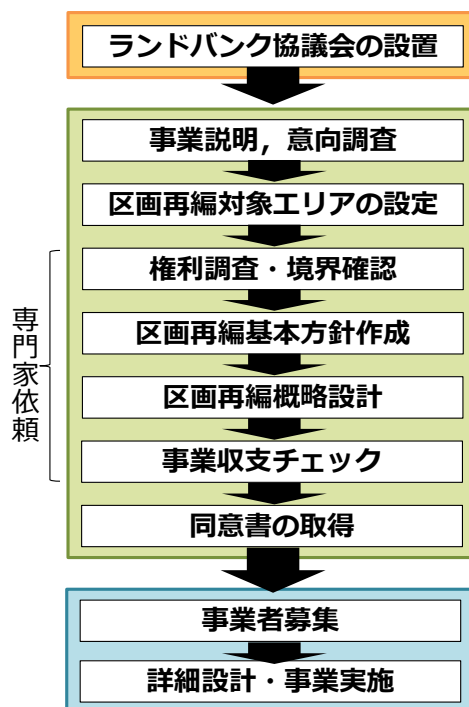 ランドバンク協議会の設置
事業説明，意向調査
区画再編対象エリアの設定
権利調査・境界確認
区画再編基本方針作成
区画再編概略設計
事業収支チェック
同意書の取得
専門家依頼
事業者募集
詳細設計・事業実施